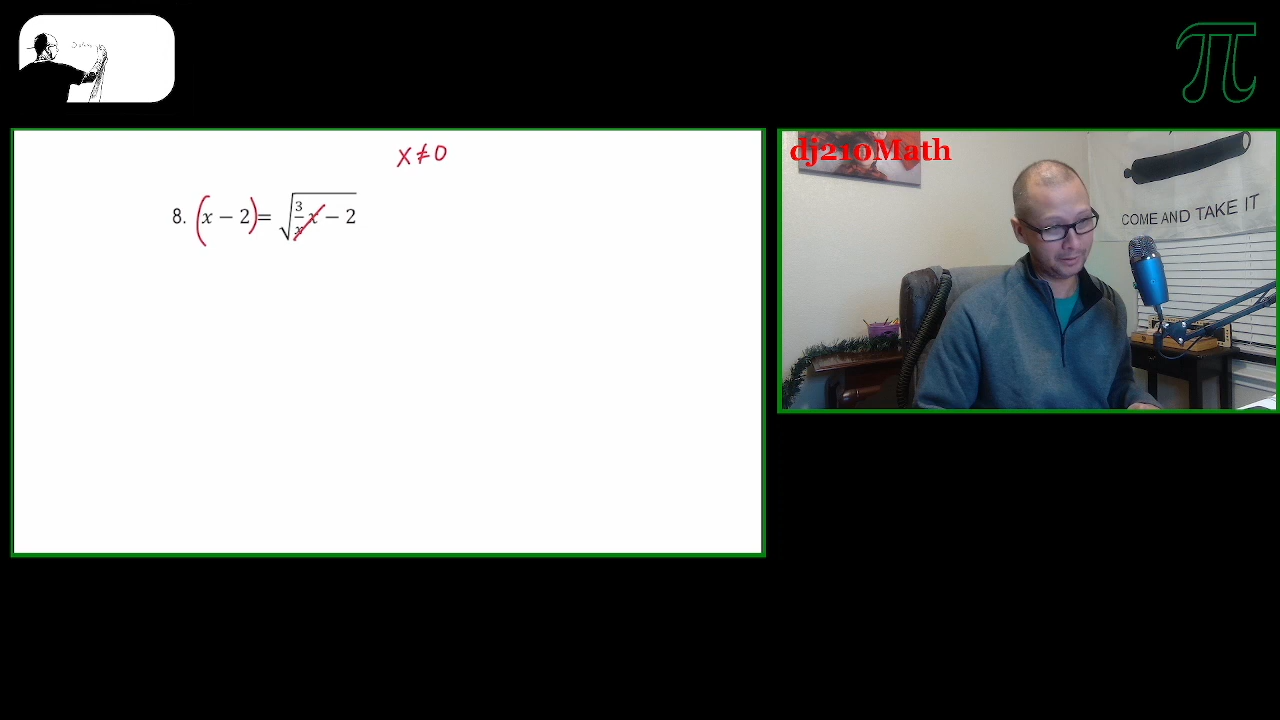 π
dj210Math
x ≠ 0
8. (x − 2) = √(3/x x − 2)
COME AND TAKE IT